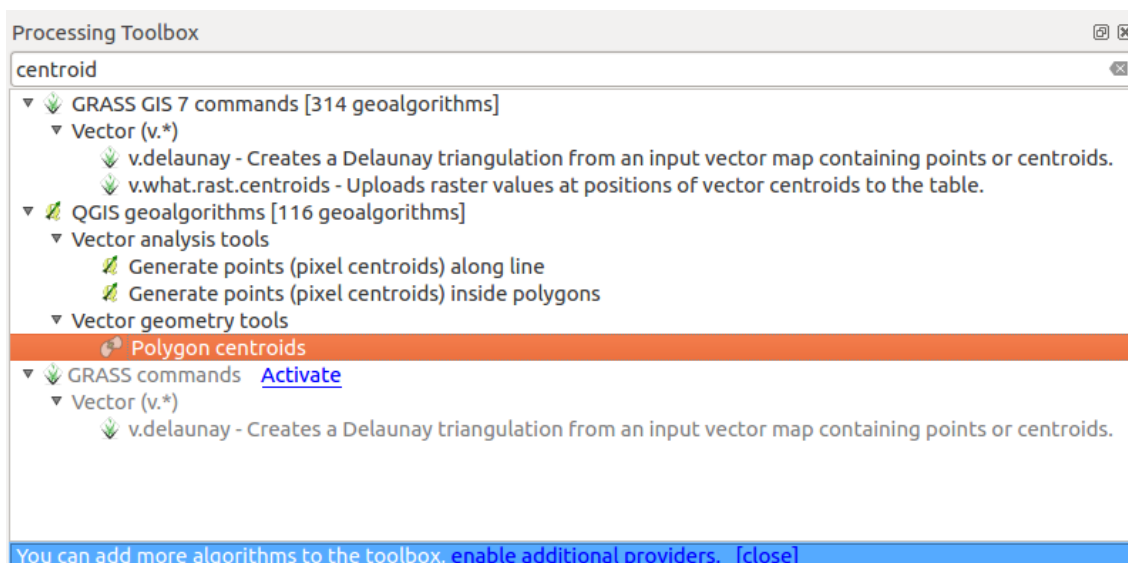 Processing Toolbox
centroid
GRASS GIS 7 commands [314 geoalgorithms]
Vector (v.*)
v.delaunay - Creates a Delaunay triangulation from an input vector map containing points or centroids.
v.what.rast.centroids - Uploads raster values at positions of vector centroids to the table.
QGIS geoalgorithms [116 geoalgorithms]
Vector analysis tools
Generate points (pixel centroids) along line
Generate points (pixel centroids) inside polygons
Vector geometry tools
Polygon centroids
GRASS commands Activate
Vector (v.*)
v.delaunay - Creates a Delaunay triangulation from an input vector map containing points or centroids.
You can add more algorithms to the toolbox, enable additional providers. [close]